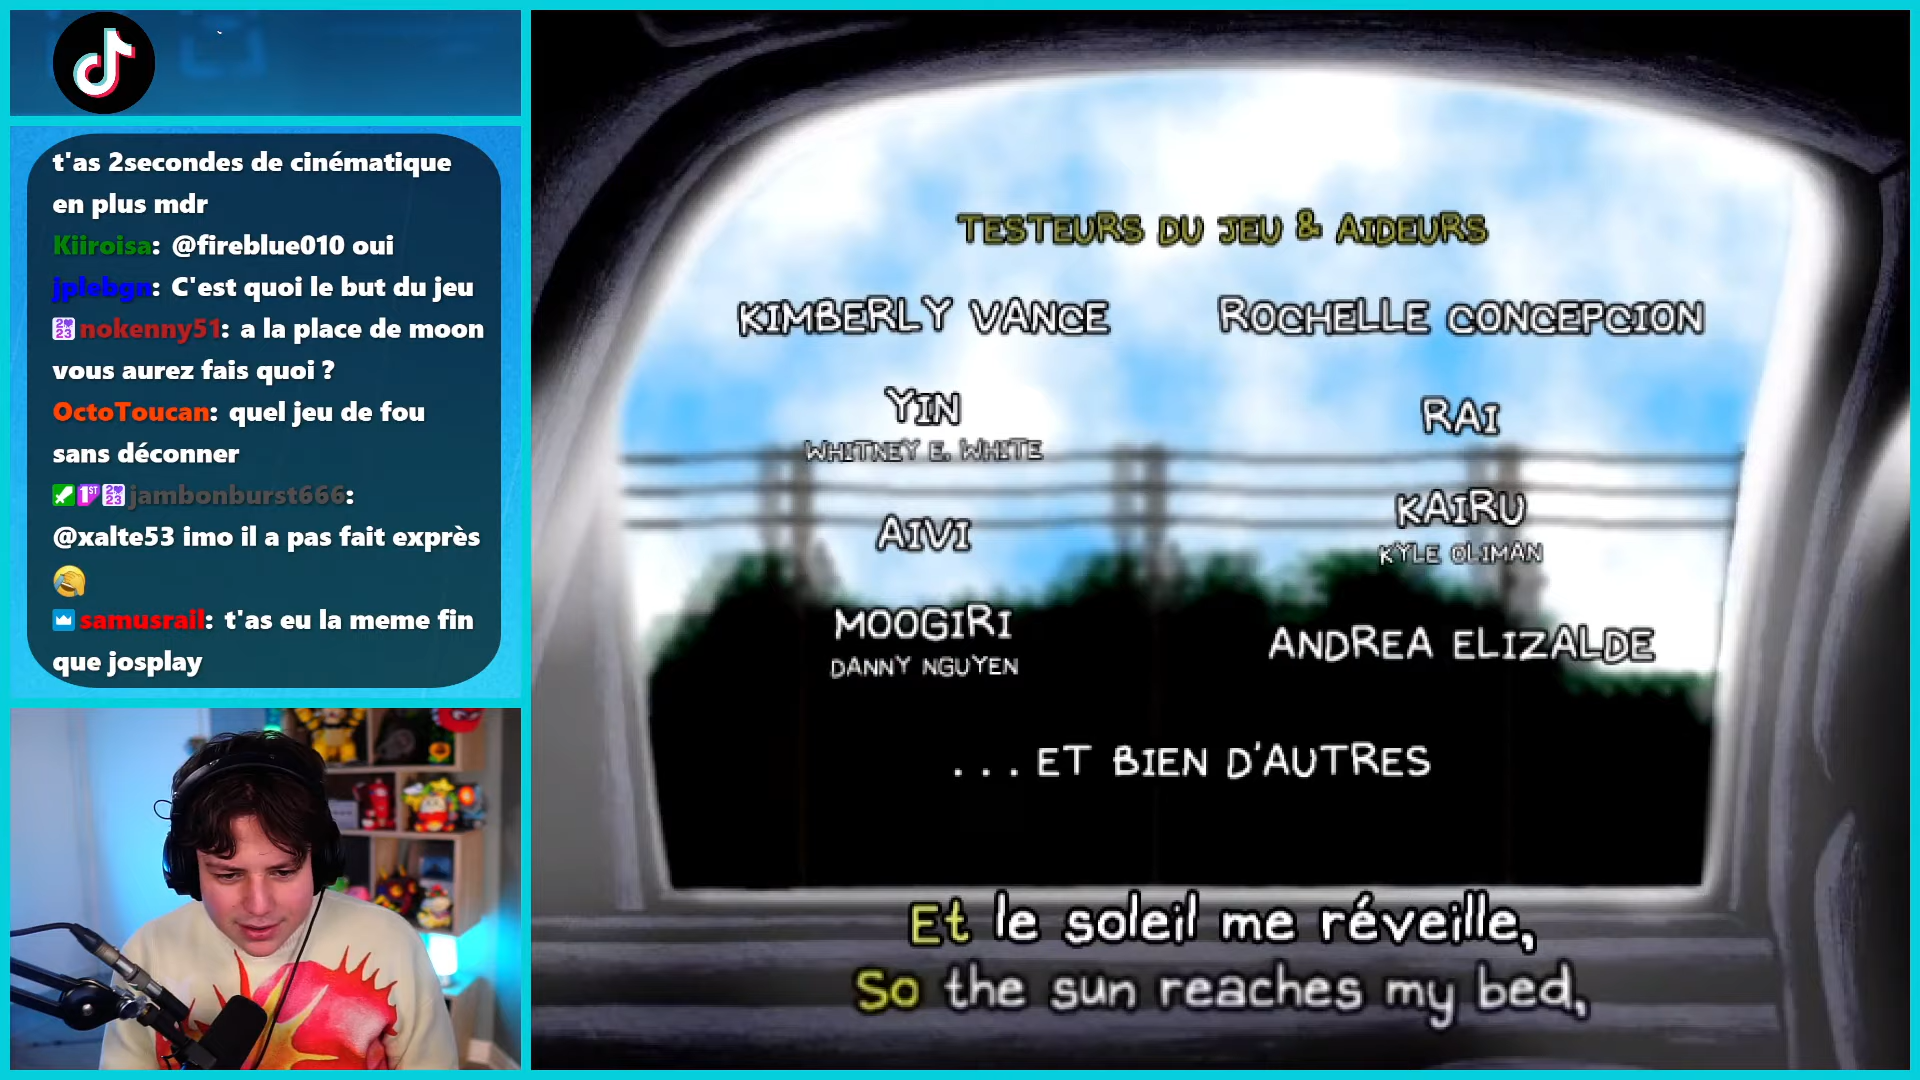 t'as 2secondes de cinématique
en plus mdr
Kiiroisa: @fireblue010 oui
jplebgn: C'est quoi le but du jeu
nokenny51: a la place de moon
vous aurez fais quoi ?
OctoToucan: quel jeu de fou
sans déconner
1ST jambonburst666:
@xalte53 imo il a pas fait exprès
samusrail: t'as eu la meme fin
que josplay
TESTEURS DU JEU & AIDEURS
KIMBERLY VANCE ROCHELLE CONCEPCION
YIN RAI
WHITNEY E. WHITE
AIVI KAIRU
KYLE OLIMAN
MOOGIRI ANDREA ELIZALDE
DANNY NGUYEN
...ET BIEN D'AUTRES
Et le soleil me réveille,
So the sun reaches my bed,